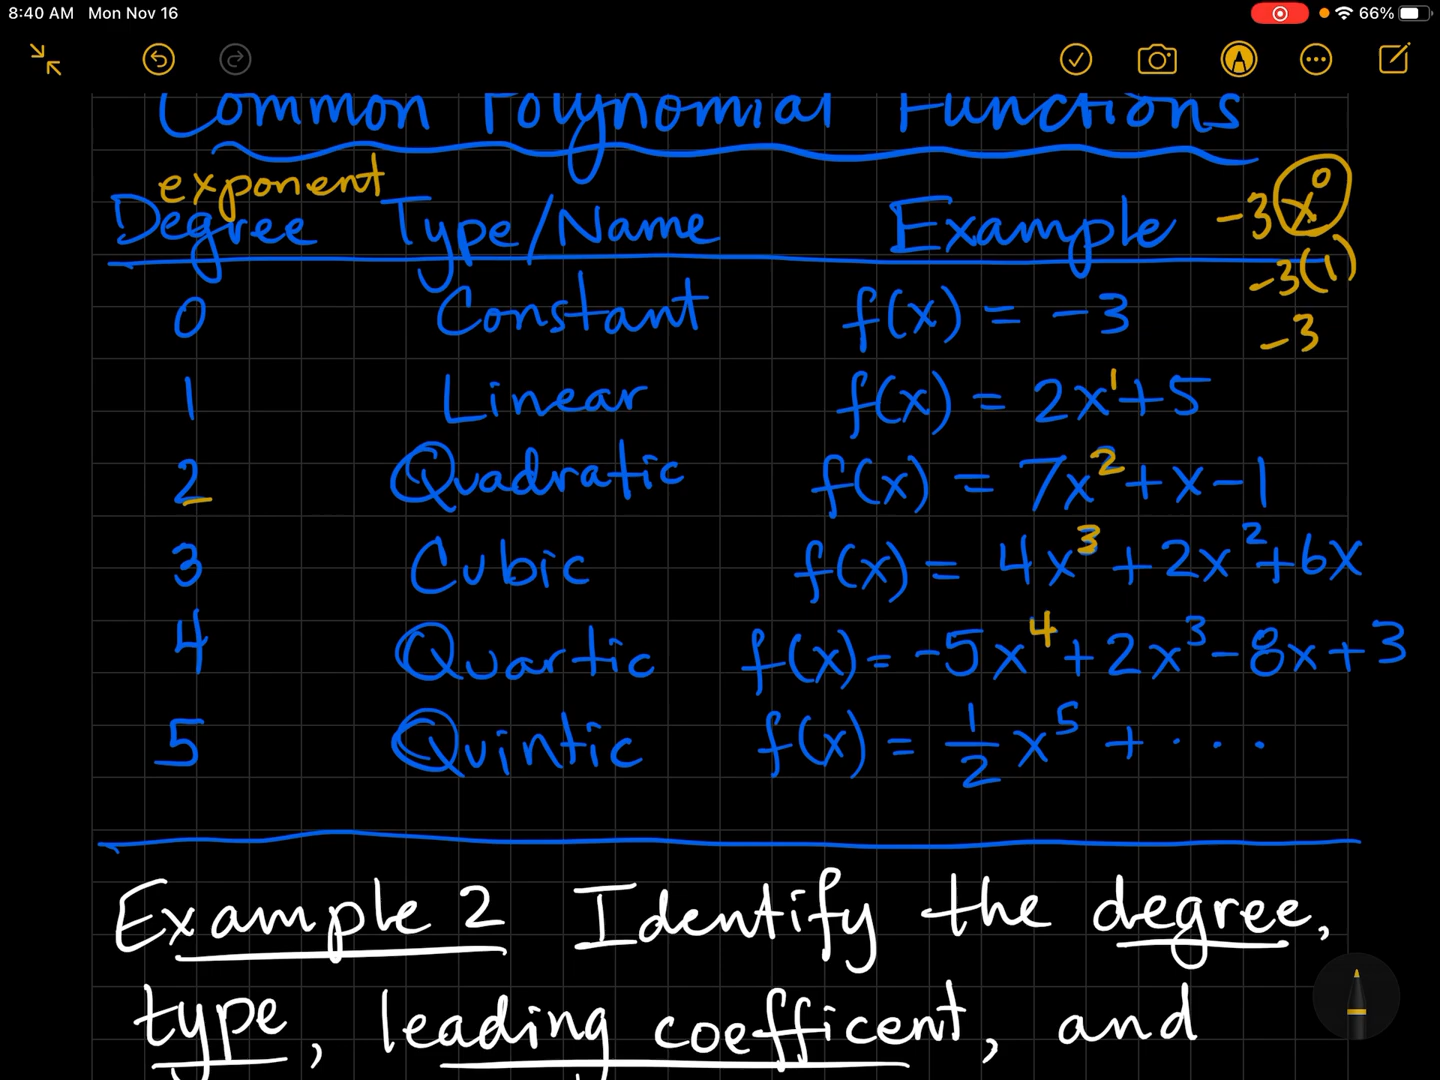 8:40 AM Mon Nov 16 66%
Common Polynomial Functions
exponent
Degree Type/Name Example -3x⁰
-3(1)
0 Constant f(x) = -3 -3
1 Linear f(x) = 2x¹+5
2 Quadratic f(x) = 7x²+x-1
3 Cubic f(x) = 4x³+2x²+6x
4 Quartic f(x) = -5x⁴+2x³-8x+3
5 Quintic f(x) = 1/2 x⁵ + ...
Example 2 Identify the degree,
type, leading coefficent, and